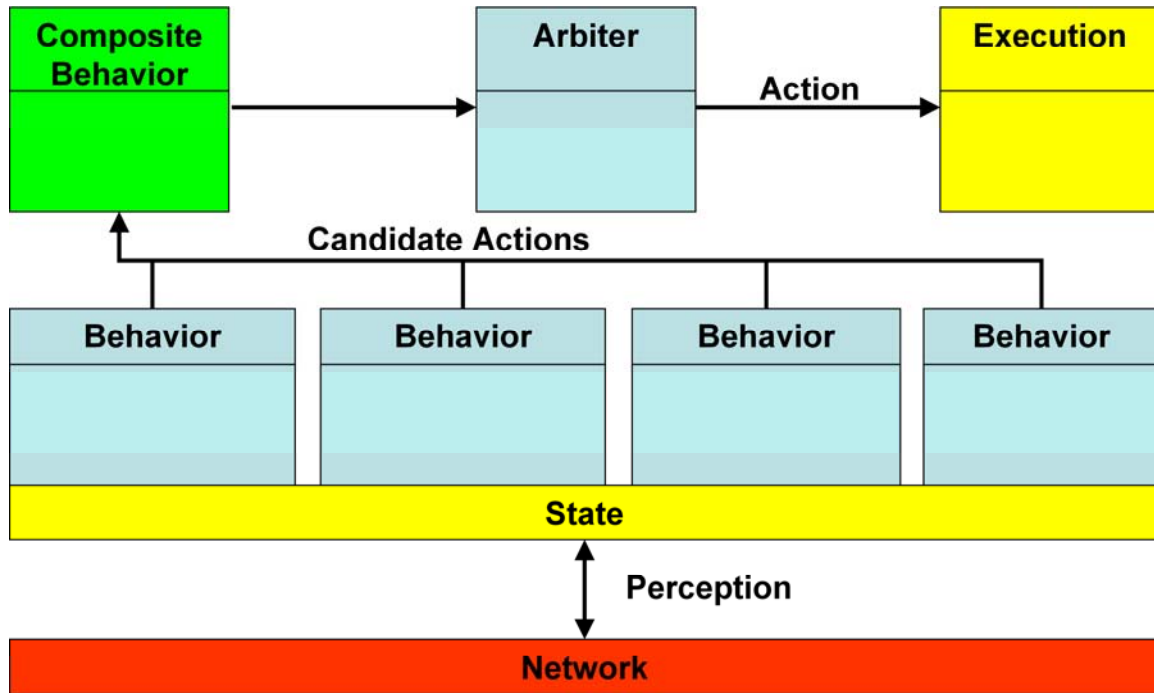 Composite
Behavior
Arbiter
Execution
Action
Candidate Actions
Behavior
Behavior
Behavior
Behavior
State
Perception
Network